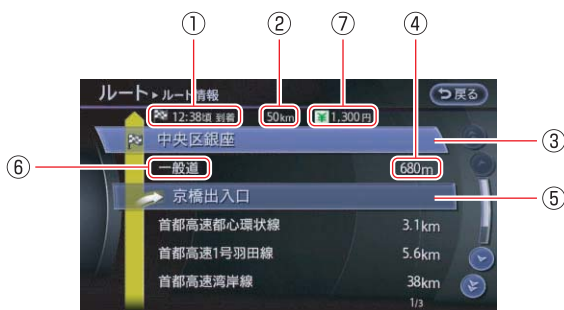 ① ② ⑦ ④
ルート▸ルート情報 戻る
12:38頃 到着 50km ¥1,300円
中央区銀座 ③
⑥ 一般道 680m
京橋出入口 ⑤
首都高速都心環状線 3.1km
首都高速1号羽田線 5.6km
首都高速湾岸線 38km
1/3